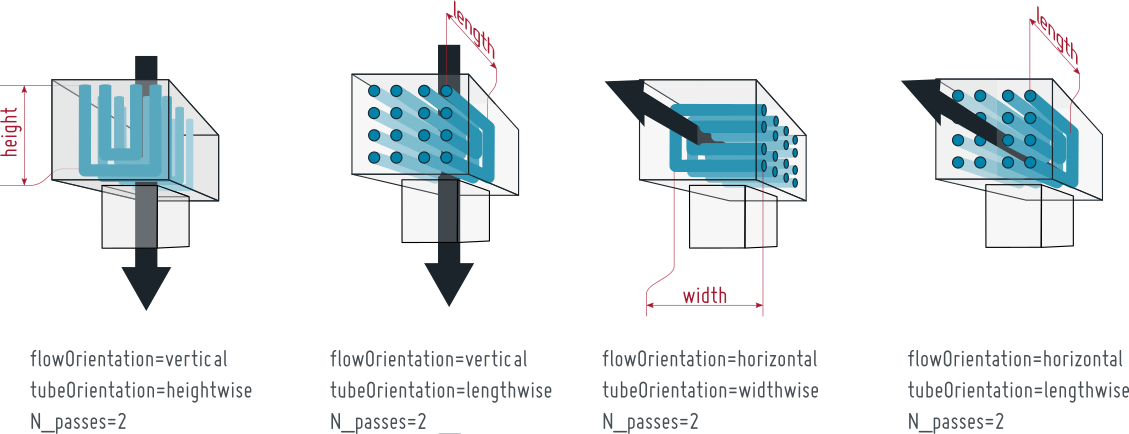 length
length
height
width
flowOrientation=vertical
tubeOrientation=heightwise
N_passes=2
flowOrientation=vertical
tubeOrientation=lengthwise
N_passes=2
flowOrientation=horizontal
tubeOrientation=widthwise
N_passes=2
flowOrientation=horizontal
tubeOrientation=lengthwise
N_passes=2